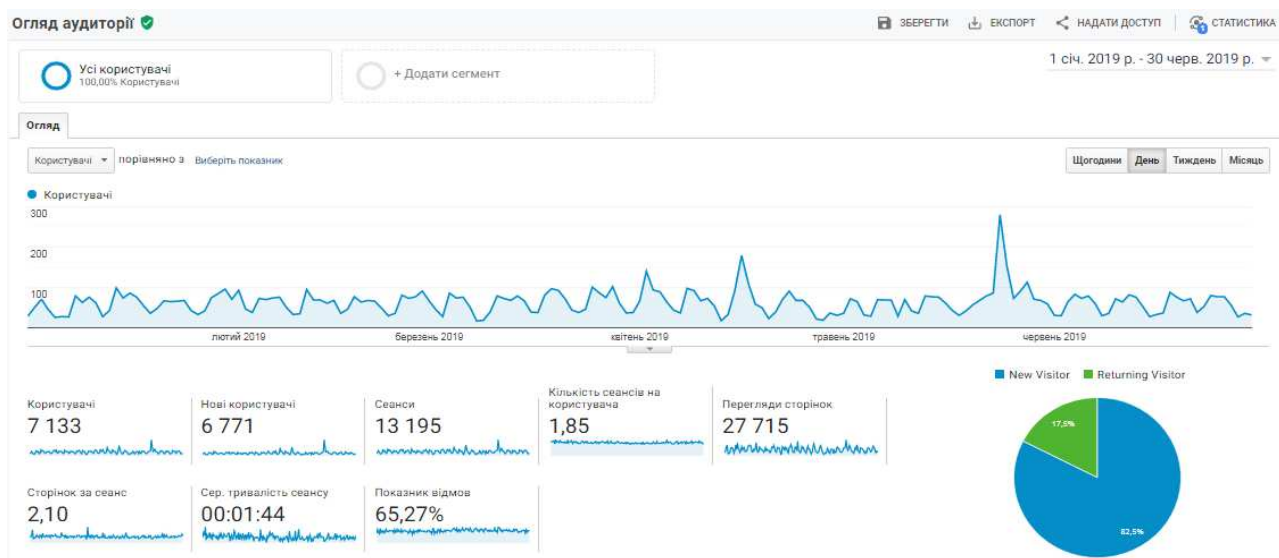 Огляд аудиторії
ЗБЕРЕГТИ ЕКСПОРТ НАДАТИ ДОСТУП СТАТИСТИКА
1 січ. 2019 р. - 30 черв. 2019 р.
Усі користувачі
100,00% Користувачі
+ Додати сегмент
Огляд
Користувачі порівняно з Виберіть показник
Щогодини День Тиждень Місяць
Користувачі
300
200
100
лютий 2019 березень 2019 квітень 2019 травень 2019 червень 2019
New Visitor Returning Visitor
Користувачі
7 133
Нові користувачі
6 771
Сеанси
13 195
Кількість сеансів на
користувача
1,85
Перегляди сторінок
27 715
Сторінок за сеанс
2,10
Сер. тривалість сеансу
00:01:44
Показник відмов
65,27%
17,5%
82,5%